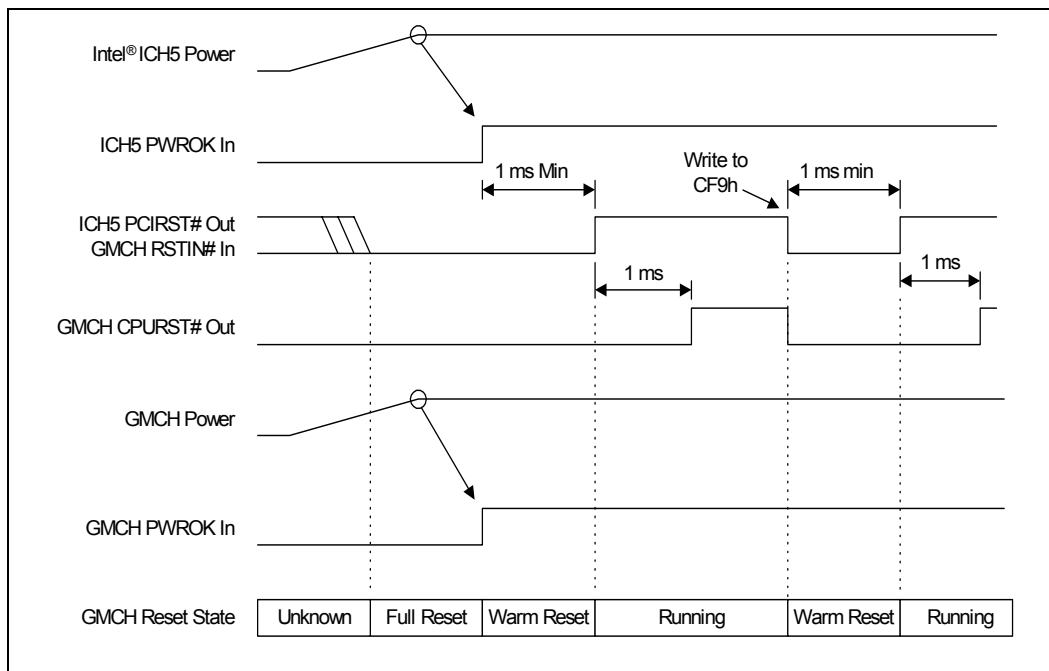 Intel® ICH5 Power
ICH5 PWROK In
1 ms Min
Write to
CF9h
1 ms min
ICH5 PCIRST# Out
GMCH RSTIN# In
1 ms
1 ms
GMCH CPURST# Out
GMCH Power
GMCH PWROK In
GMCH Reset State
Unknown
Full Reset
Warm Reset
Running
Warm Reset
Running